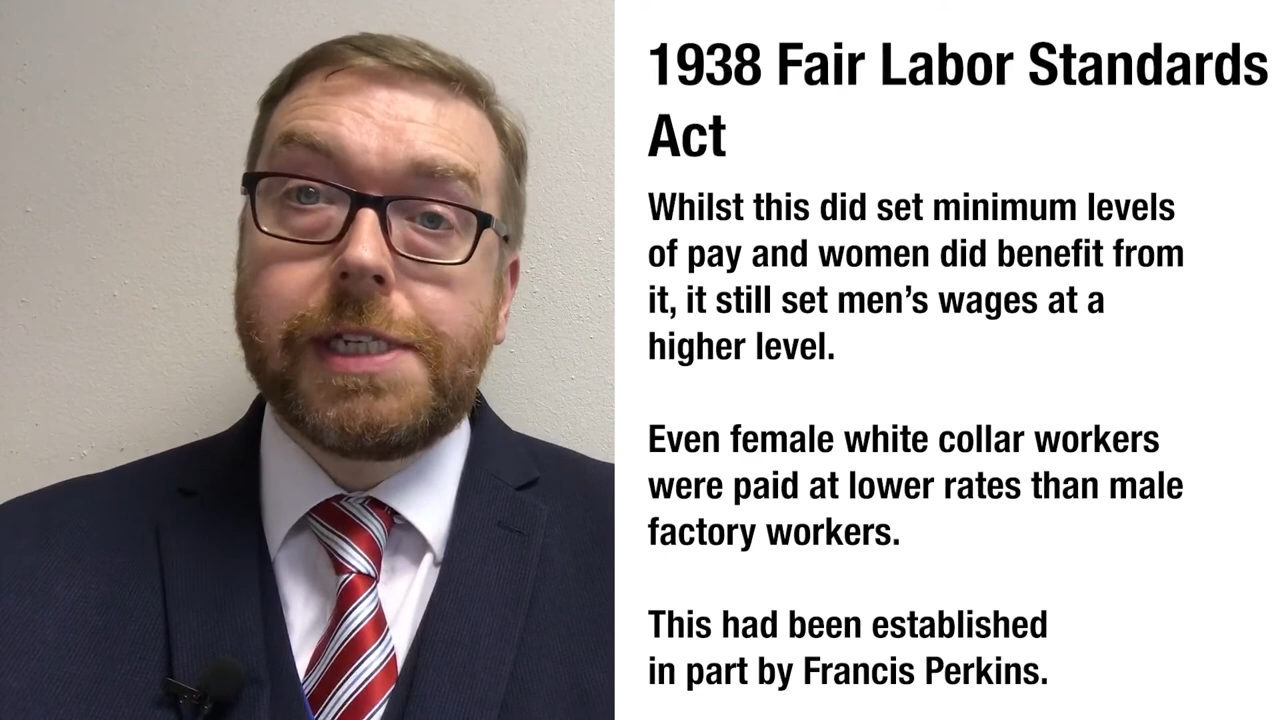 1938 Fair Labor Standards
Act
Whilst this did set minimum levels
of pay and women did benefit from
it, it still set men’s wages at a
higher level.
Even female white collar workers
were paid at lower rates than male
factory workers.
This had been established
in part by Francis Perkins.